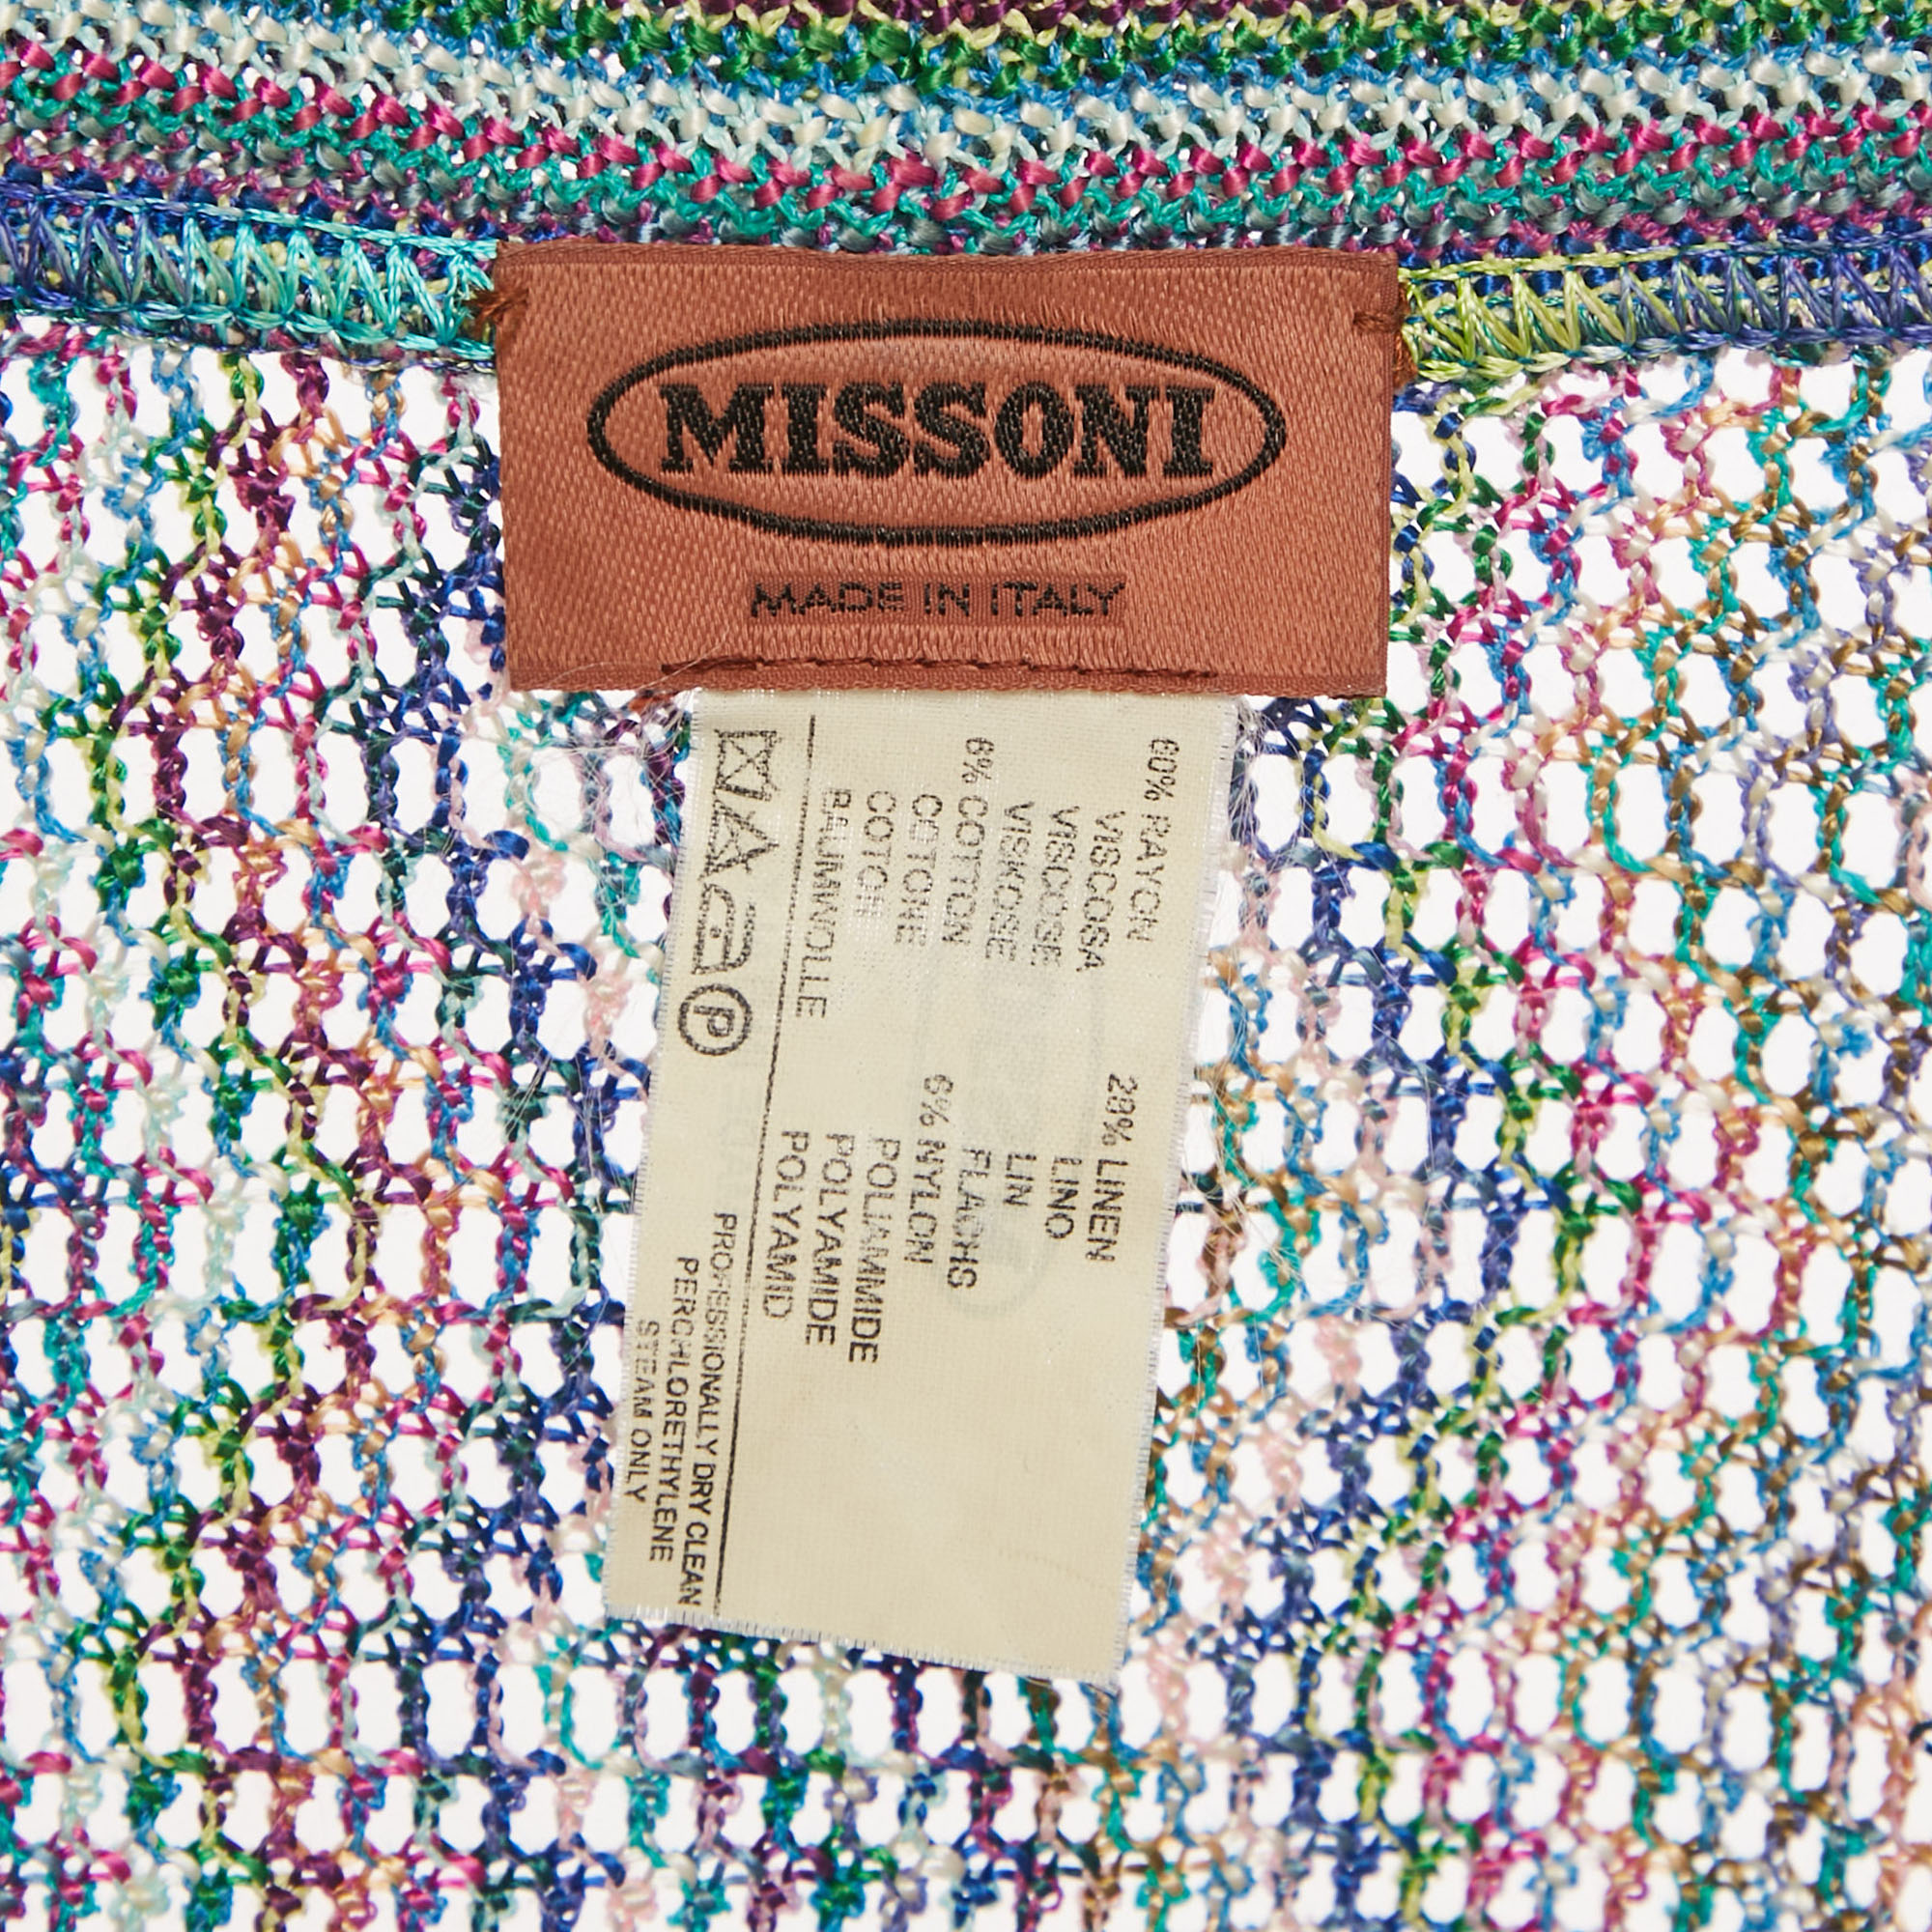 MISSONI
MADE IN ITALY
60% RAYON
VISCOSA
VISCOSE
VISKOSE
6% COTTON
COTONE
COTON
BAUMWOLLE
28% LINEN
LINO
LIN
FLACHS
6% NYLON
POLIAMMIDE
POLYAMIDE
POLYAMID
P
PROFESSIONALLY DRY CLEAN
PERCHLORETHYLENE
STEAM ONLY